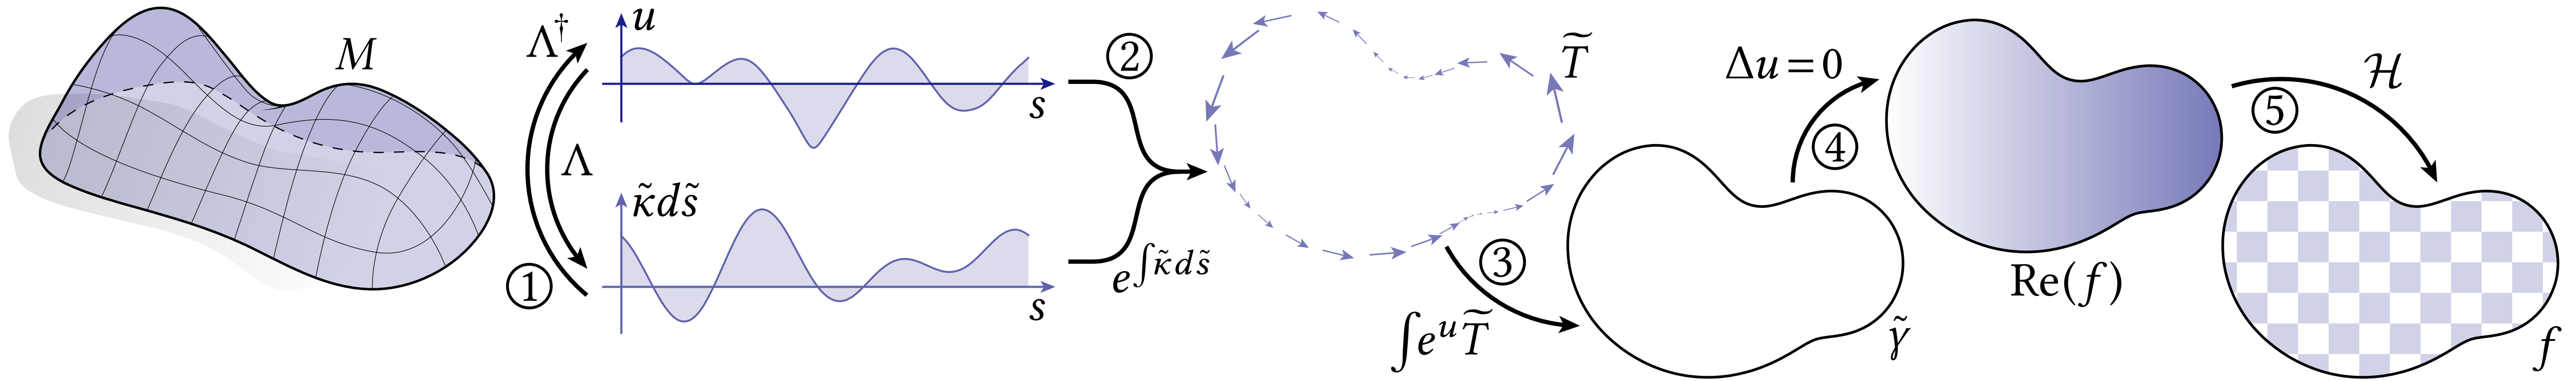 M
Λ†
Λ
①
u
s
κ̃ds̃
s
②
e^∫κ̃ds̃
T̃
③
∫e^u T̃
γ̃
④
Δu = 0
Re(f)
⑤
ℋ
f